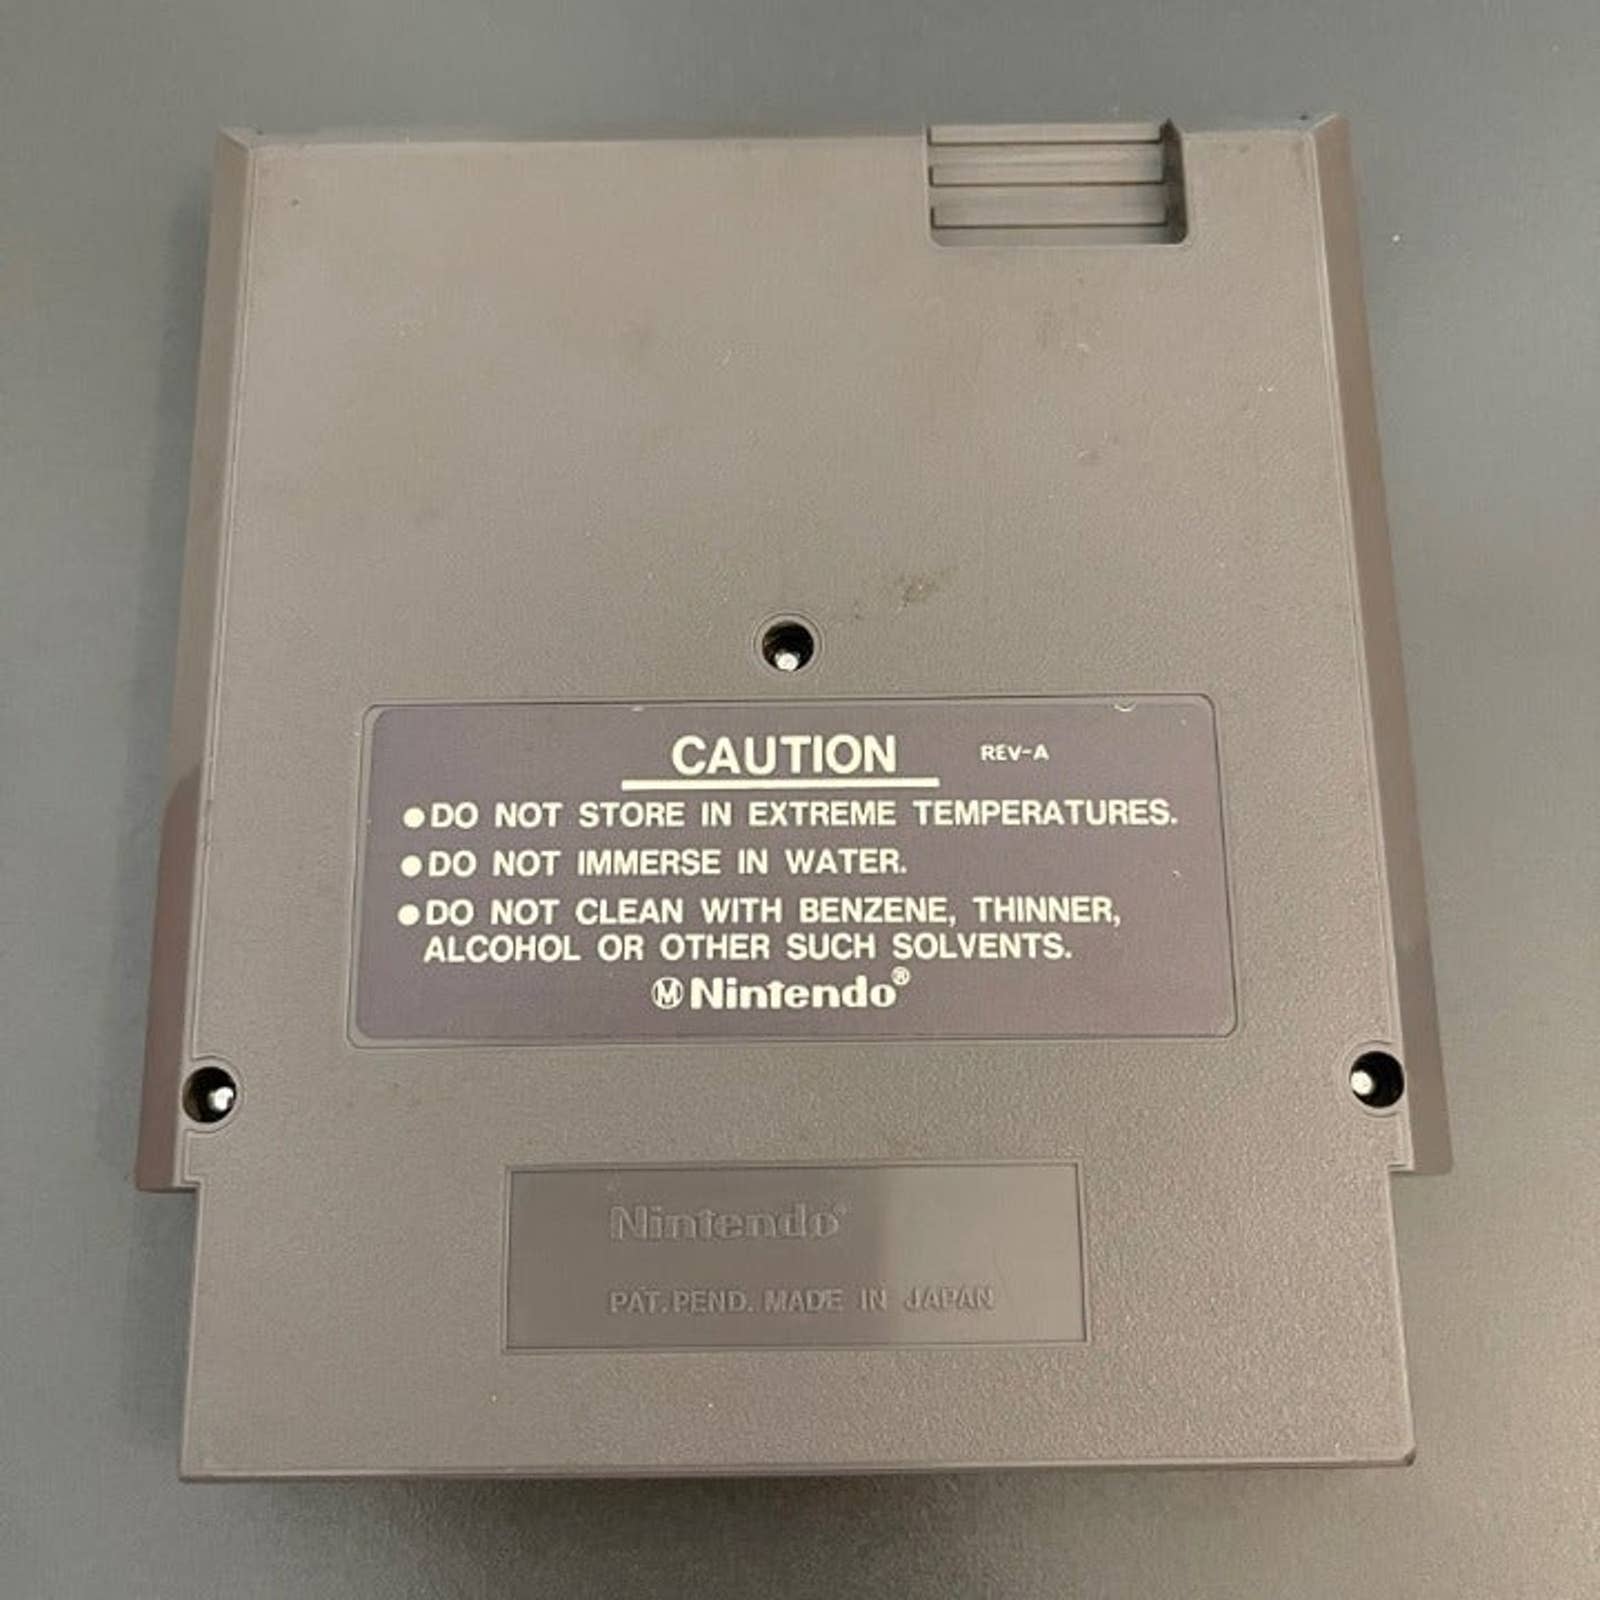 CAUTION REV-A
●DO NOT STORE IN EXTREME TEMPERATURES.
●DO NOT IMMERSE IN WATER.
●DO NOT CLEAN WITH BENZENE, THINNER,
ALCOHOL OR OTHER SUCH SOLVENTS.
Ⓜ Nintendo®
Nintendo®
PAT. PEND. MADE IN JAPAN